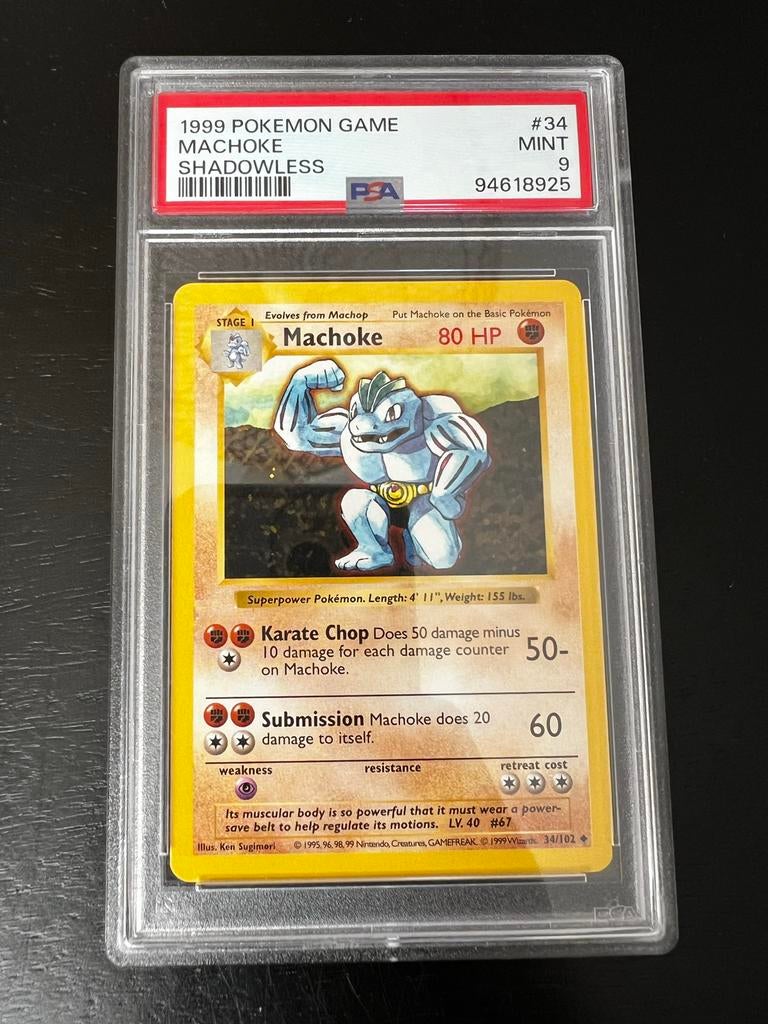 1999 POKEMON GAME #34
MACHOKE MINT
SHADOWLESS 9
PSA 94618925
Evolves from Machop Put Machoke on the Basic Pokémon
STAGE 1 Machoke 80 HP
Superpower Pokémon. Length: 4' 11", Weight: 155 lbs.
Karate Chop Does 50 damage minus
10 damage for each damage counter 50-
on Machoke.
Submission Machoke does 20 60
damage to itself.
weakness resistance retreat cost
Its muscular body is so powerful that it must wear a power-
save belt to help regulate its motions. LV. 40 #67
Illus. Ken Sugimori © 1995, 96, 98, 99 Nintendo, Creatures, GAMEFREAK. © 1999 Wizards. 34/102
PSA